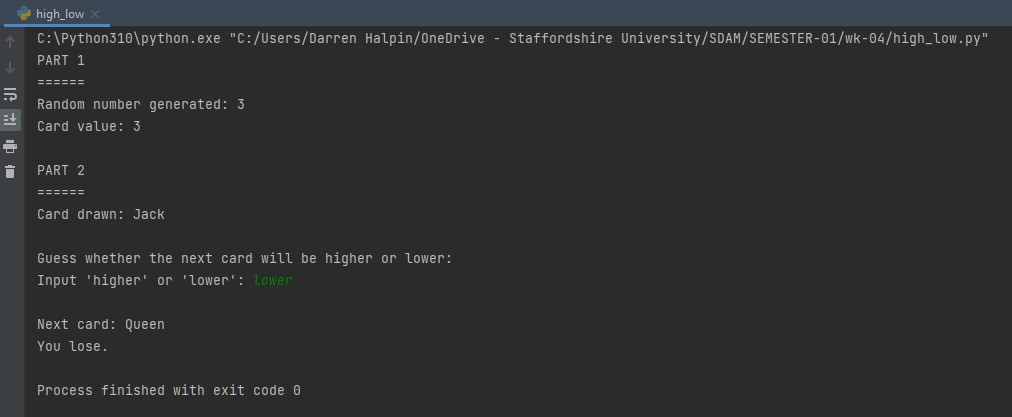 high_low
C:\Python310\python.exe "C:/Users/Darren Halpin/OneDrive - Staffordshire University/SDAM/SEMESTER-01/wk-04/high_low.py"
PART 1
======
Random number generated: 3
Card value: 3
PART 2
======
Card drawn: Jack
Guess whether the next card will be higher or lower:
Input 'higher' or 'lower': lower
Next card: Queen
You lose.
Process finished with exit code 0